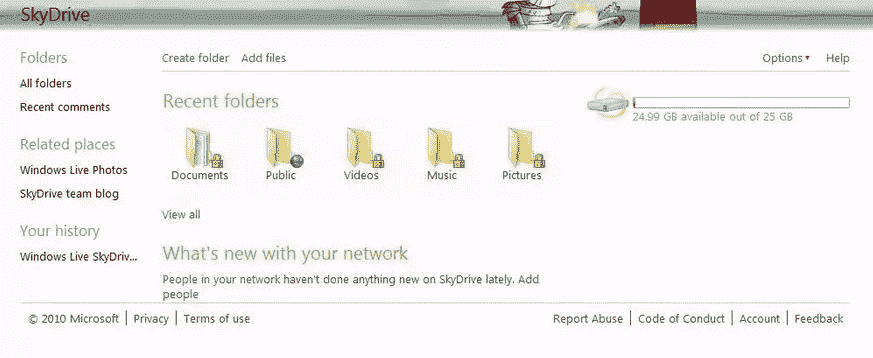 SkyDrive
Folders
All folders
Recent comments
Related places
Windows Live Photos
SkyDrive team blog
Your history
Windows Live SkyDriv...
Create folder Add files
Options Help
Recent folders
24.99 GB available out of 25 GB
Documents Public Videos Music Pictures
View all
What's new with your network
People in your network haven't done anything new on SkyDrive lately. Add
people
© 2010 Microsoft Privacy Terms of use
Report Abuse Code of Conduct Account Feedback